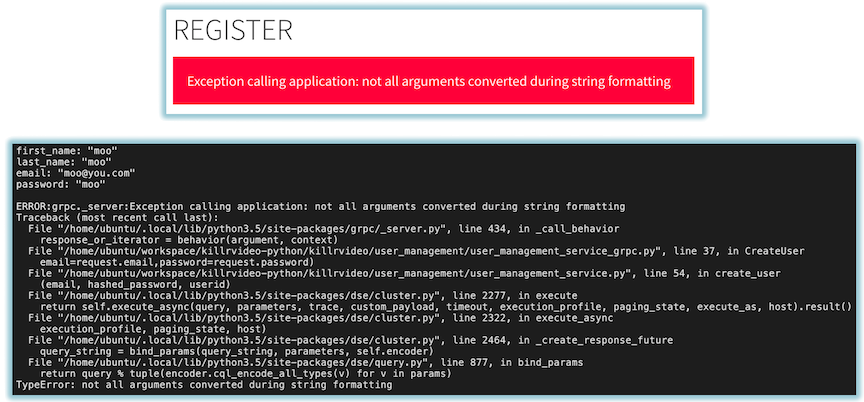 REGISTER
Exception calling application: not all arguments converted during string formatting
first_name: "moo"
last_name: "moo"
email: "moo@you.com"
password: "moo"
ERROR:grpc._server:Exception calling application: not all arguments converted during string formatting
Traceback (most recent call last):
File "/home/ubuntu/.local/lib/python3.5/site-packages/grpc/_server.py", line 434, in _call_behavior
response_or_iterator = behavior(argument, context)
File "/home/ubuntu/workspace/killrvideo-python/killrvideo/user_management/user_management_service_grpc.py", line 37, in CreateUser
email=request.email,password=request.password)
File "/home/ubuntu/workspace/killrvideo-python/killrvideo/user_management/user_management_service.py", line 54, in create_user
(email, hashed_password, userid)
File "/home/ubuntu/.local/lib/python3.5/site-packages/dse/cluster.py", line 2277, in execute
return self.execute_async(query, parameters, trace, custom_payload, timeout, execution_profile, paging_state, execute_as, host).result()
File "/home/ubuntu/.local/lib/python3.5/site-packages/dse/cluster.py", line 2322, in execute_async
execution_profile, paging_state, host)
File "/home/ubuntu/.local/lib/python3.5/site-packages/dse/cluster.py", line 2464, in _create_response_future
query_string = bind_params(query_string, parameters, self.encoder)
File "/home/ubuntu/.local/lib/python3.5/site-packages/dse/query.py", line 877, in bind_params
return query % tuple(encoder.cql_encode_all_types(v) for v in params)
TypeError: not all arguments converted during string formatting